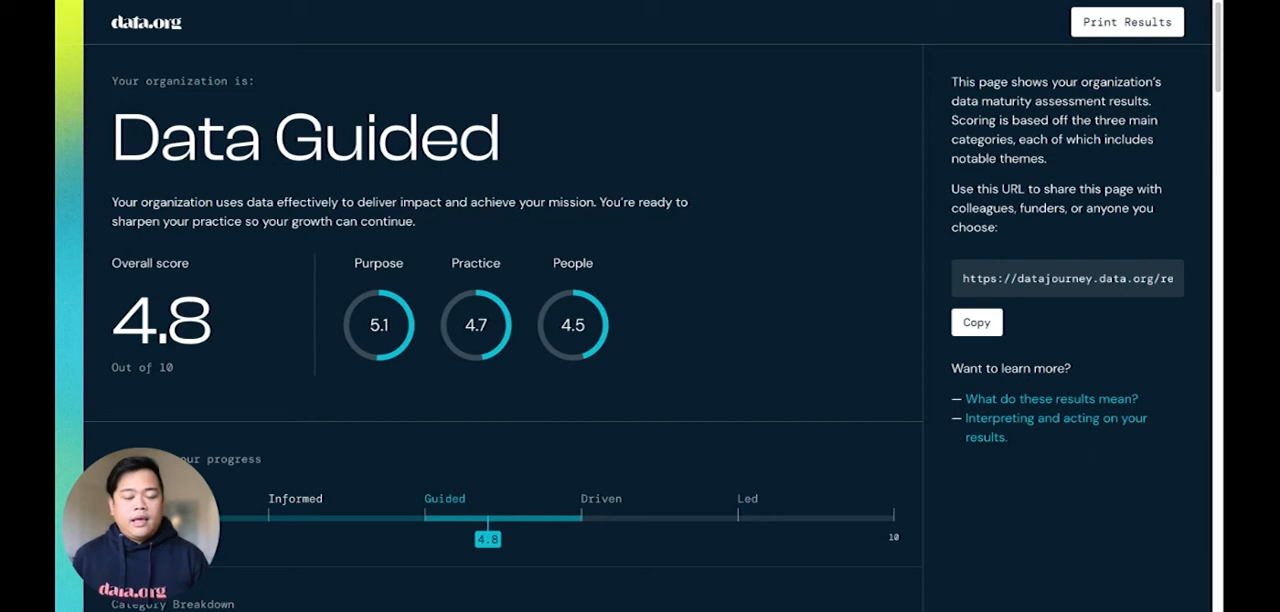 data.org
Print Results
Your organization is:
Data Guided
Your organization uses data effectively to deliver impact and achieve your mission. You're ready to
sharpen your practice so your growth can continue.
Overall score
4.8
Out of 10
Purpose
Practice
People
5.1
4.7
4.5
This page shows your organization's
data maturity assessment results.
Scoring is based off the three main
categories, each of which includes
notable themes.
Use this URL to share this page with
colleagues, funders, or anyone you
choose:
https://datajourney.data.org/re
Copy
Want to learn more?
— What do these results mean?
— Interpreting and acting on your
results.
progress
Informed
Guided
Driven
Led
4.8
10
Category Breakdown
data.org